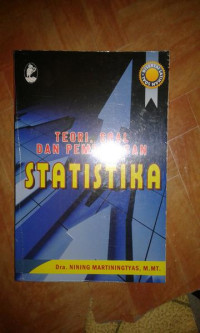 TEORI, SOAL
DAN PEMBAHASAN
STATISTIKA
Dra. NINING MARTININGTYAS, M.MT.